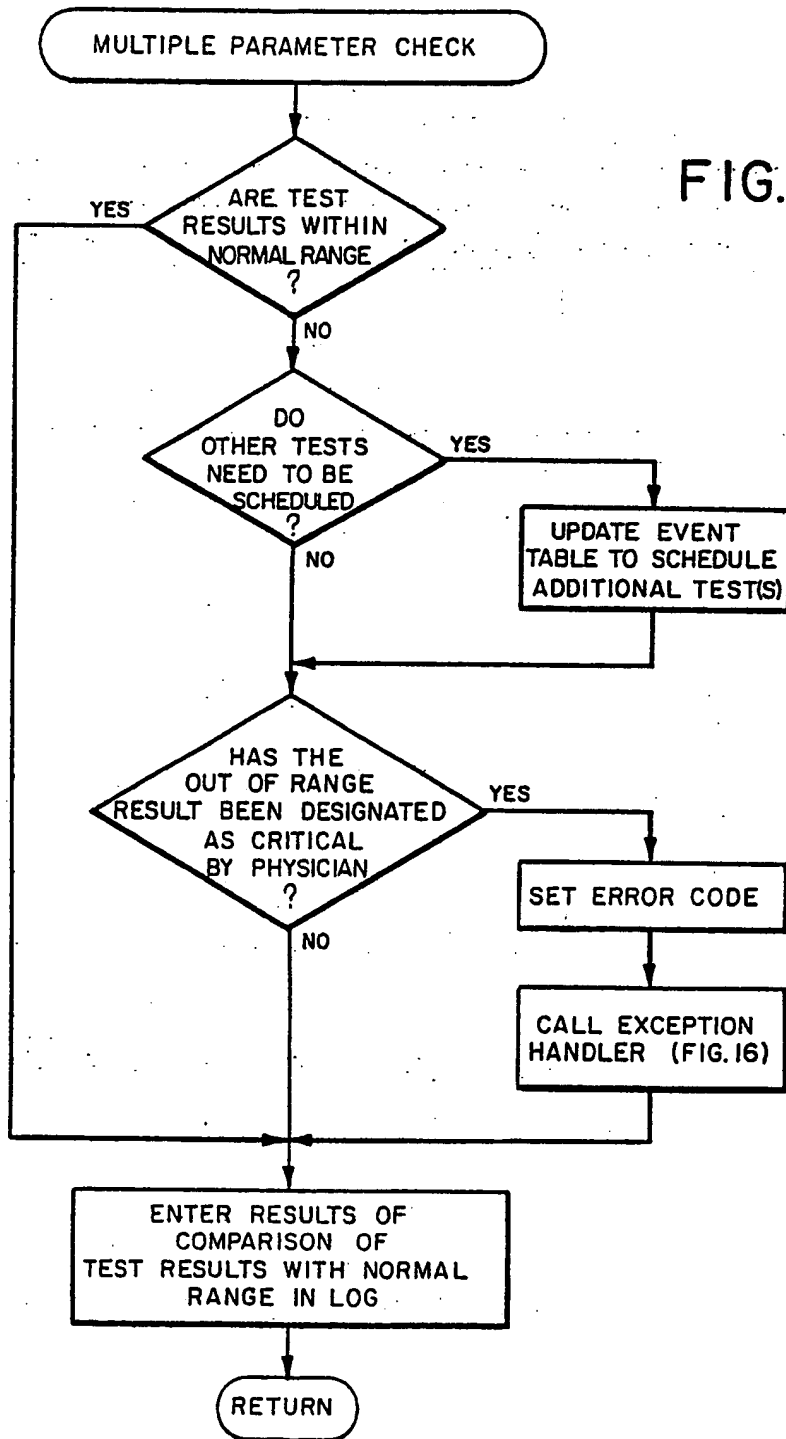 MULTIPLE PARAMETER CHECK
FIG.
ARE TEST
RESULTS WITHIN
NORMAL RANGE
?
YES
NO
DO
OTHER TESTS
NEED TO BE
SCHEDULED
?
YES
NO
UPDATE EVENT
TABLE TO SCHEDULE
ADDITIONAL TEST(S)
HAS THE
OUT OF RANGE
RESULT BEEN DESIGNATED
AS CRITICAL
BY PHYSICIAN
?
YES
NO
SET ERROR CODE
CALL EXCEPTION
HANDLER (FIG. 16)
ENTER RESULTS OF
COMPARISON OF
TEST RESULTS WITH NORMAL
RANGE IN LOG
RETURN